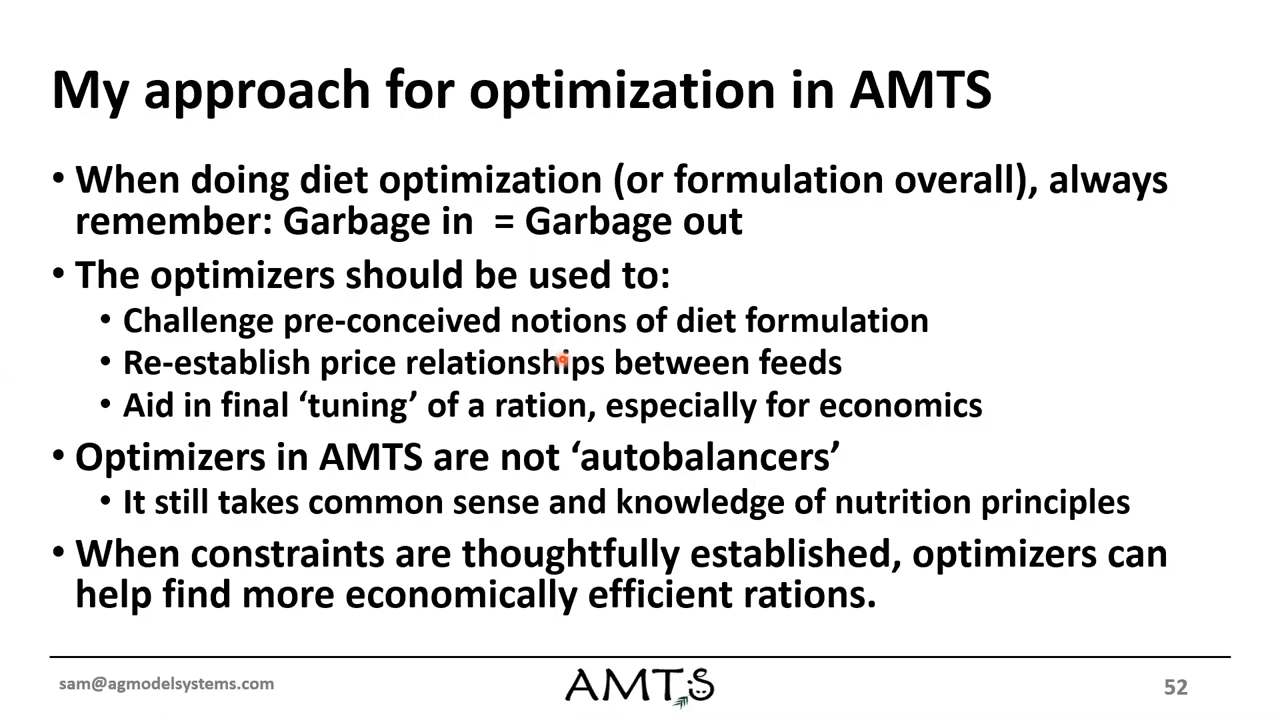 My approach for optimization in AMTS
• When doing diet optimization (or formulation overall), always
remember: Garbage in  = Garbage out
• The optimizers should be used to:
• Challenge pre-conceived notions of diet formulation
• Re-establish price relationships between feeds
• Aid in final ‘tuning’ of a ration, especially for economics
• Optimizers in AMTS are not ‘autobalancers’
• It still takes common sense and knowledge of nutrition principles
• When constraints are thoughtfully established, optimizers can
help find more economically efficient rations.
sam@agmodelsystems.com
AMTS
52